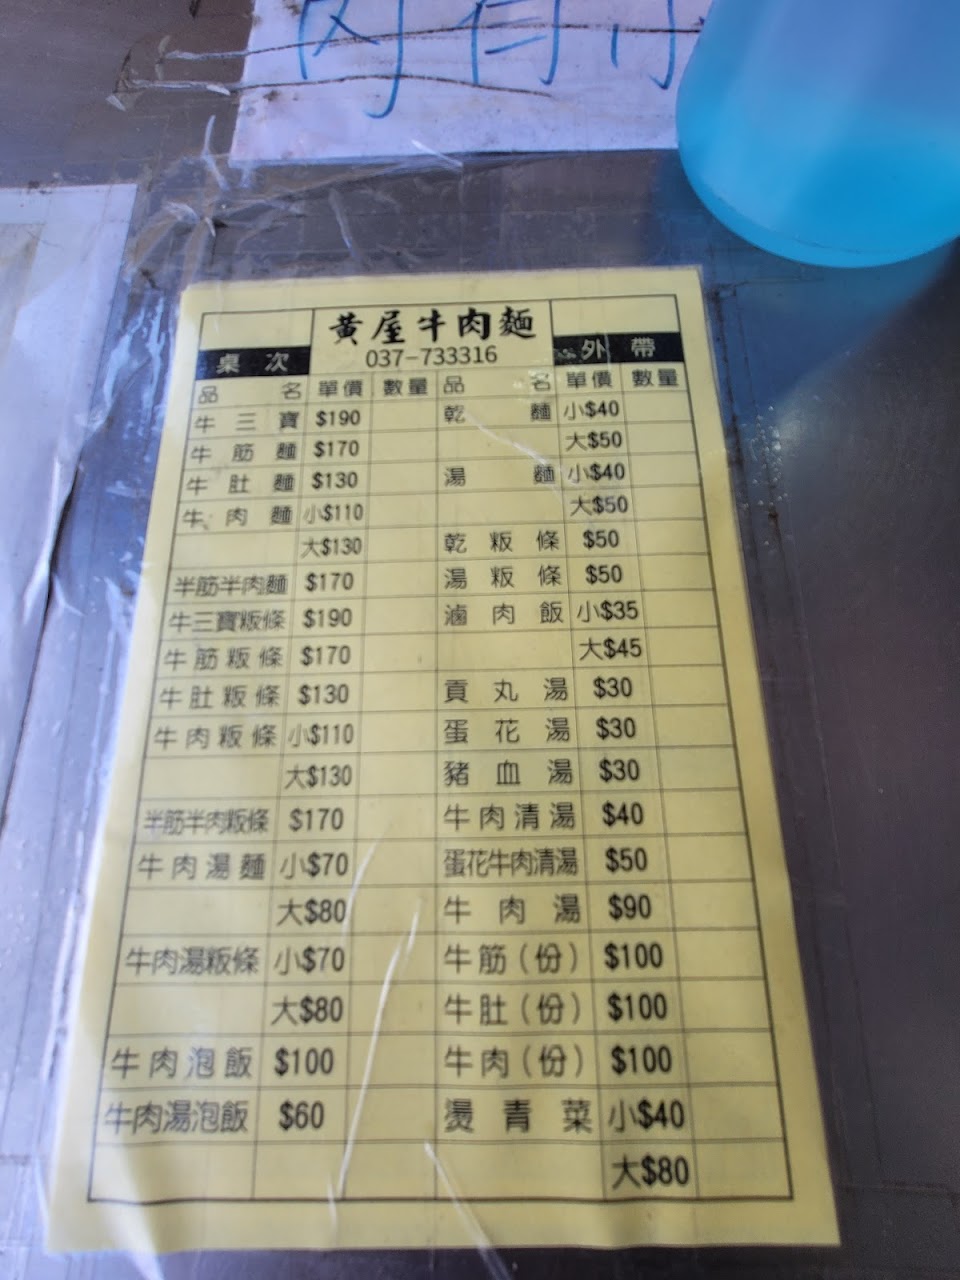 黃屋牛肉麵
037-733316
桌次 外帶
品名 單價 數量 品名 單價 數量
牛三寶 $190 乾麵 小$40
牛筋麵 $170 大$50
牛肚麵 $130 湯麵 小$40
牛肉麵 小$110 大$50
大$130 乾粄條 $50
半筋半肉麵 $170 湯粄條 $50
牛三寶粄條 $190 滷肉飯 小$35
牛筋粄條 $170 大$45
牛肚粄條 $130 貢丸湯 $30
牛肉粄條 小$110 蛋花湯 $30
大$130 豬血湯 $30
半筋半肉粄條 $170 牛肉清湯 $40
牛肉湯麵 小$70 蛋花牛肉清湯 $50
大$80 牛肉湯 $90
牛肉湯粄條 小$70 牛筋(份) $100
大$80 牛肚(份) $100
牛肉泡飯 $100 牛肉(份) $100
牛肉湯泡飯 $60 燙青菜 小$40
大$80